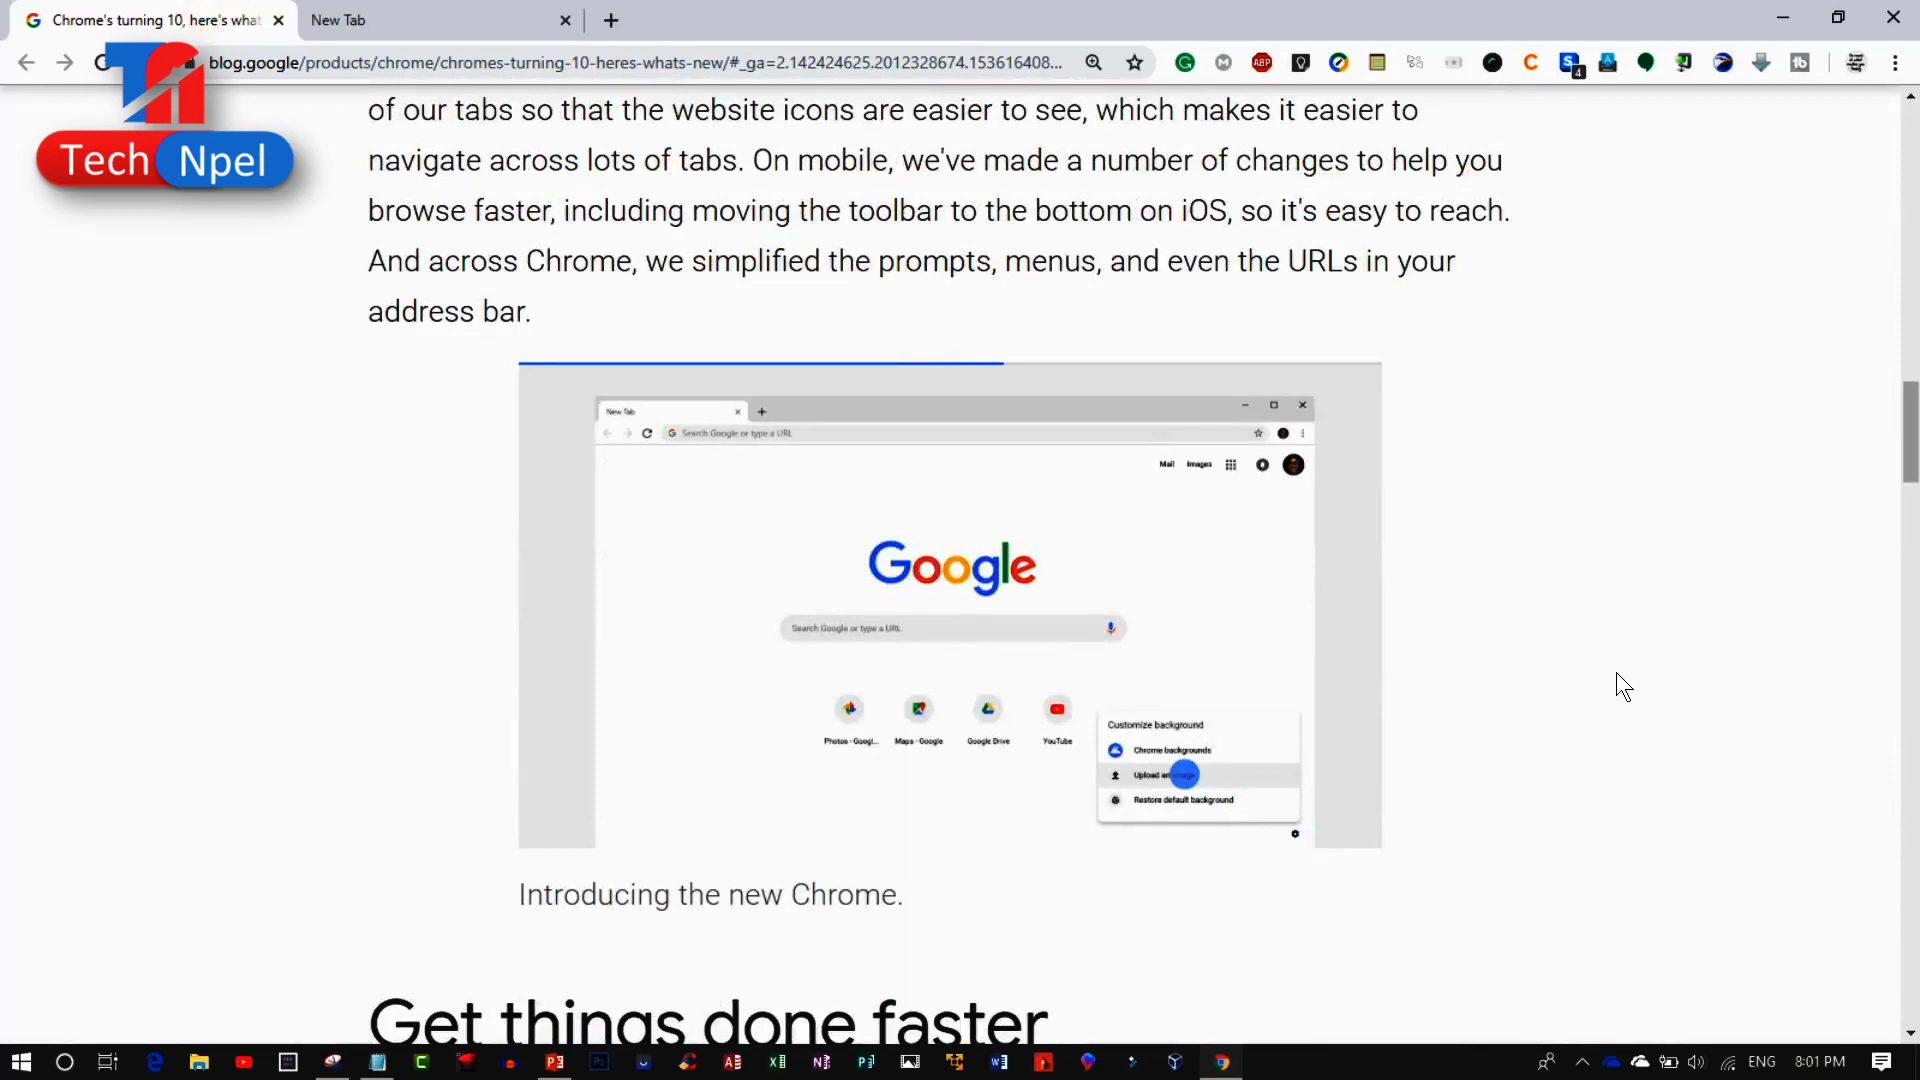 Chrome's turning 10, here's what
New Tab
blog.google/products/chrome/chromes-turning-10-heres-whats-new/#_ga=2.142424625.2012328674.153616408...
ABP
4
Tech Npel
of our tabs so that the website icons are easier to see, which makes it easier to
navigate across lots of tabs. On mobile, we've made a number of changes to help you
browse faster, including moving the toolbar to the bottom on iOS, so it's easy to reach.
And across Chrome, we simplified the prompts, menus, and even the URLs in your
address bar.
New Tab
Search Google or type a URL
Mail Images
Google
Search Google or type a URL
Photos - Googl... Maps - Google Google Drive YouTube
Customize background
Chrome backgrounds
Upload an image
Restore default background
Introducing the new Chrome.
Get things done faster
ENG 8:01 PM